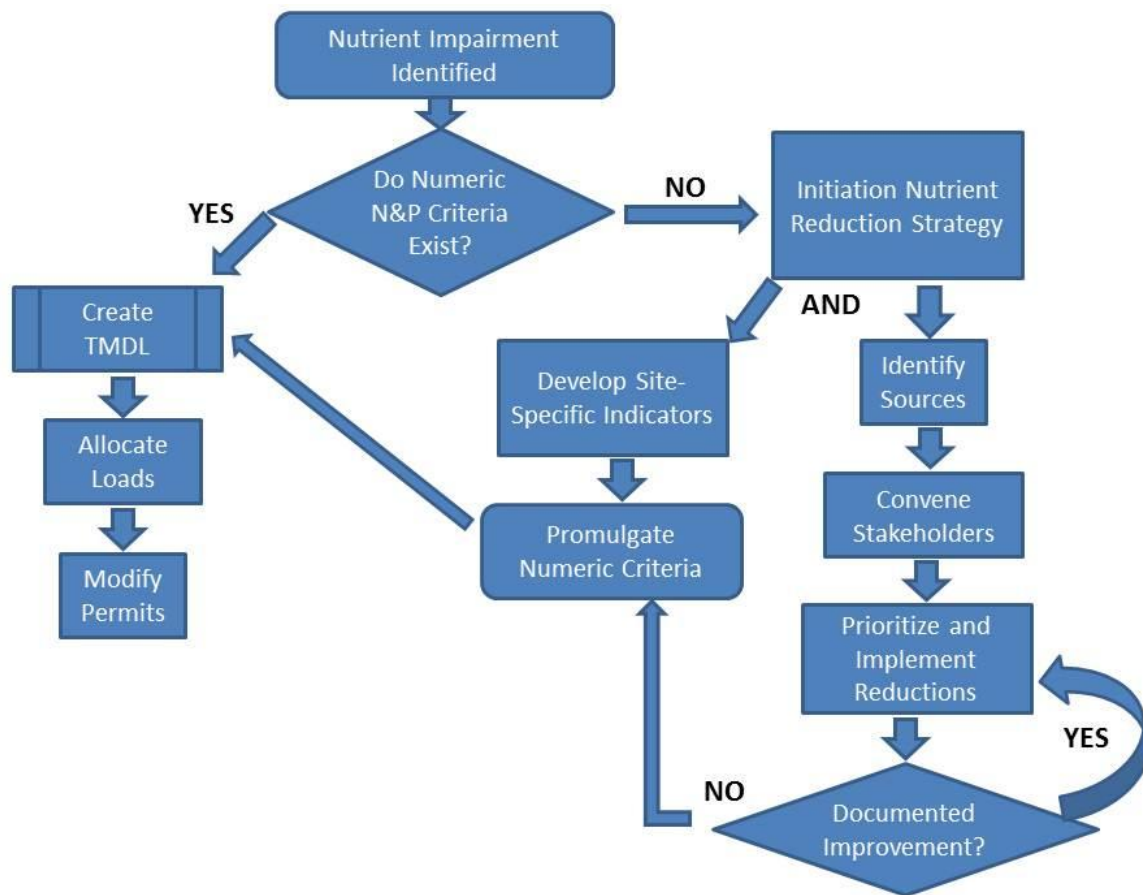 Nutrient Impairment
Identified
Do Numeric
N&P Criteria
Exist?
YES
NO
Initiation Nutrient
Reduction Strategy
Create
TMDL
AND
Develop Site-
Specific Indicators
Identify
Sources
Allocate
Loads
Convene
Stakeholders
Promulgate
Numeric Criteria
Modify
Permits
Prioritize and
Implement
Reductions
YES
NO
Documented
Improvement?